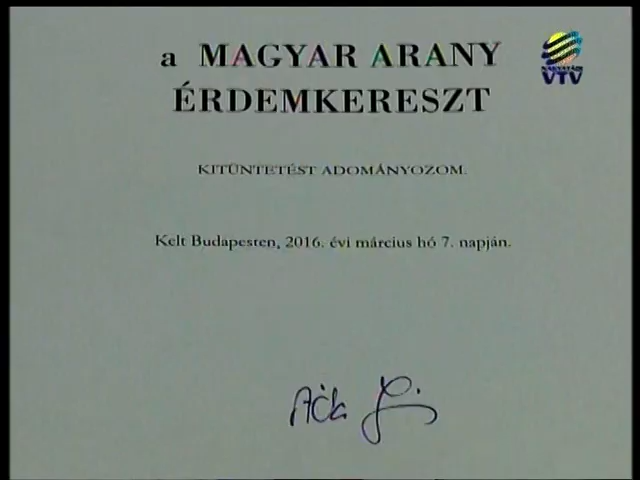 a MAGYAR ARANY
ÉRDEMKERESZT
KITÜNTETÉST ADOMÁNYOZOM.
Kelt Budapesten, 2016. évi március hó 7. napján.
VTV